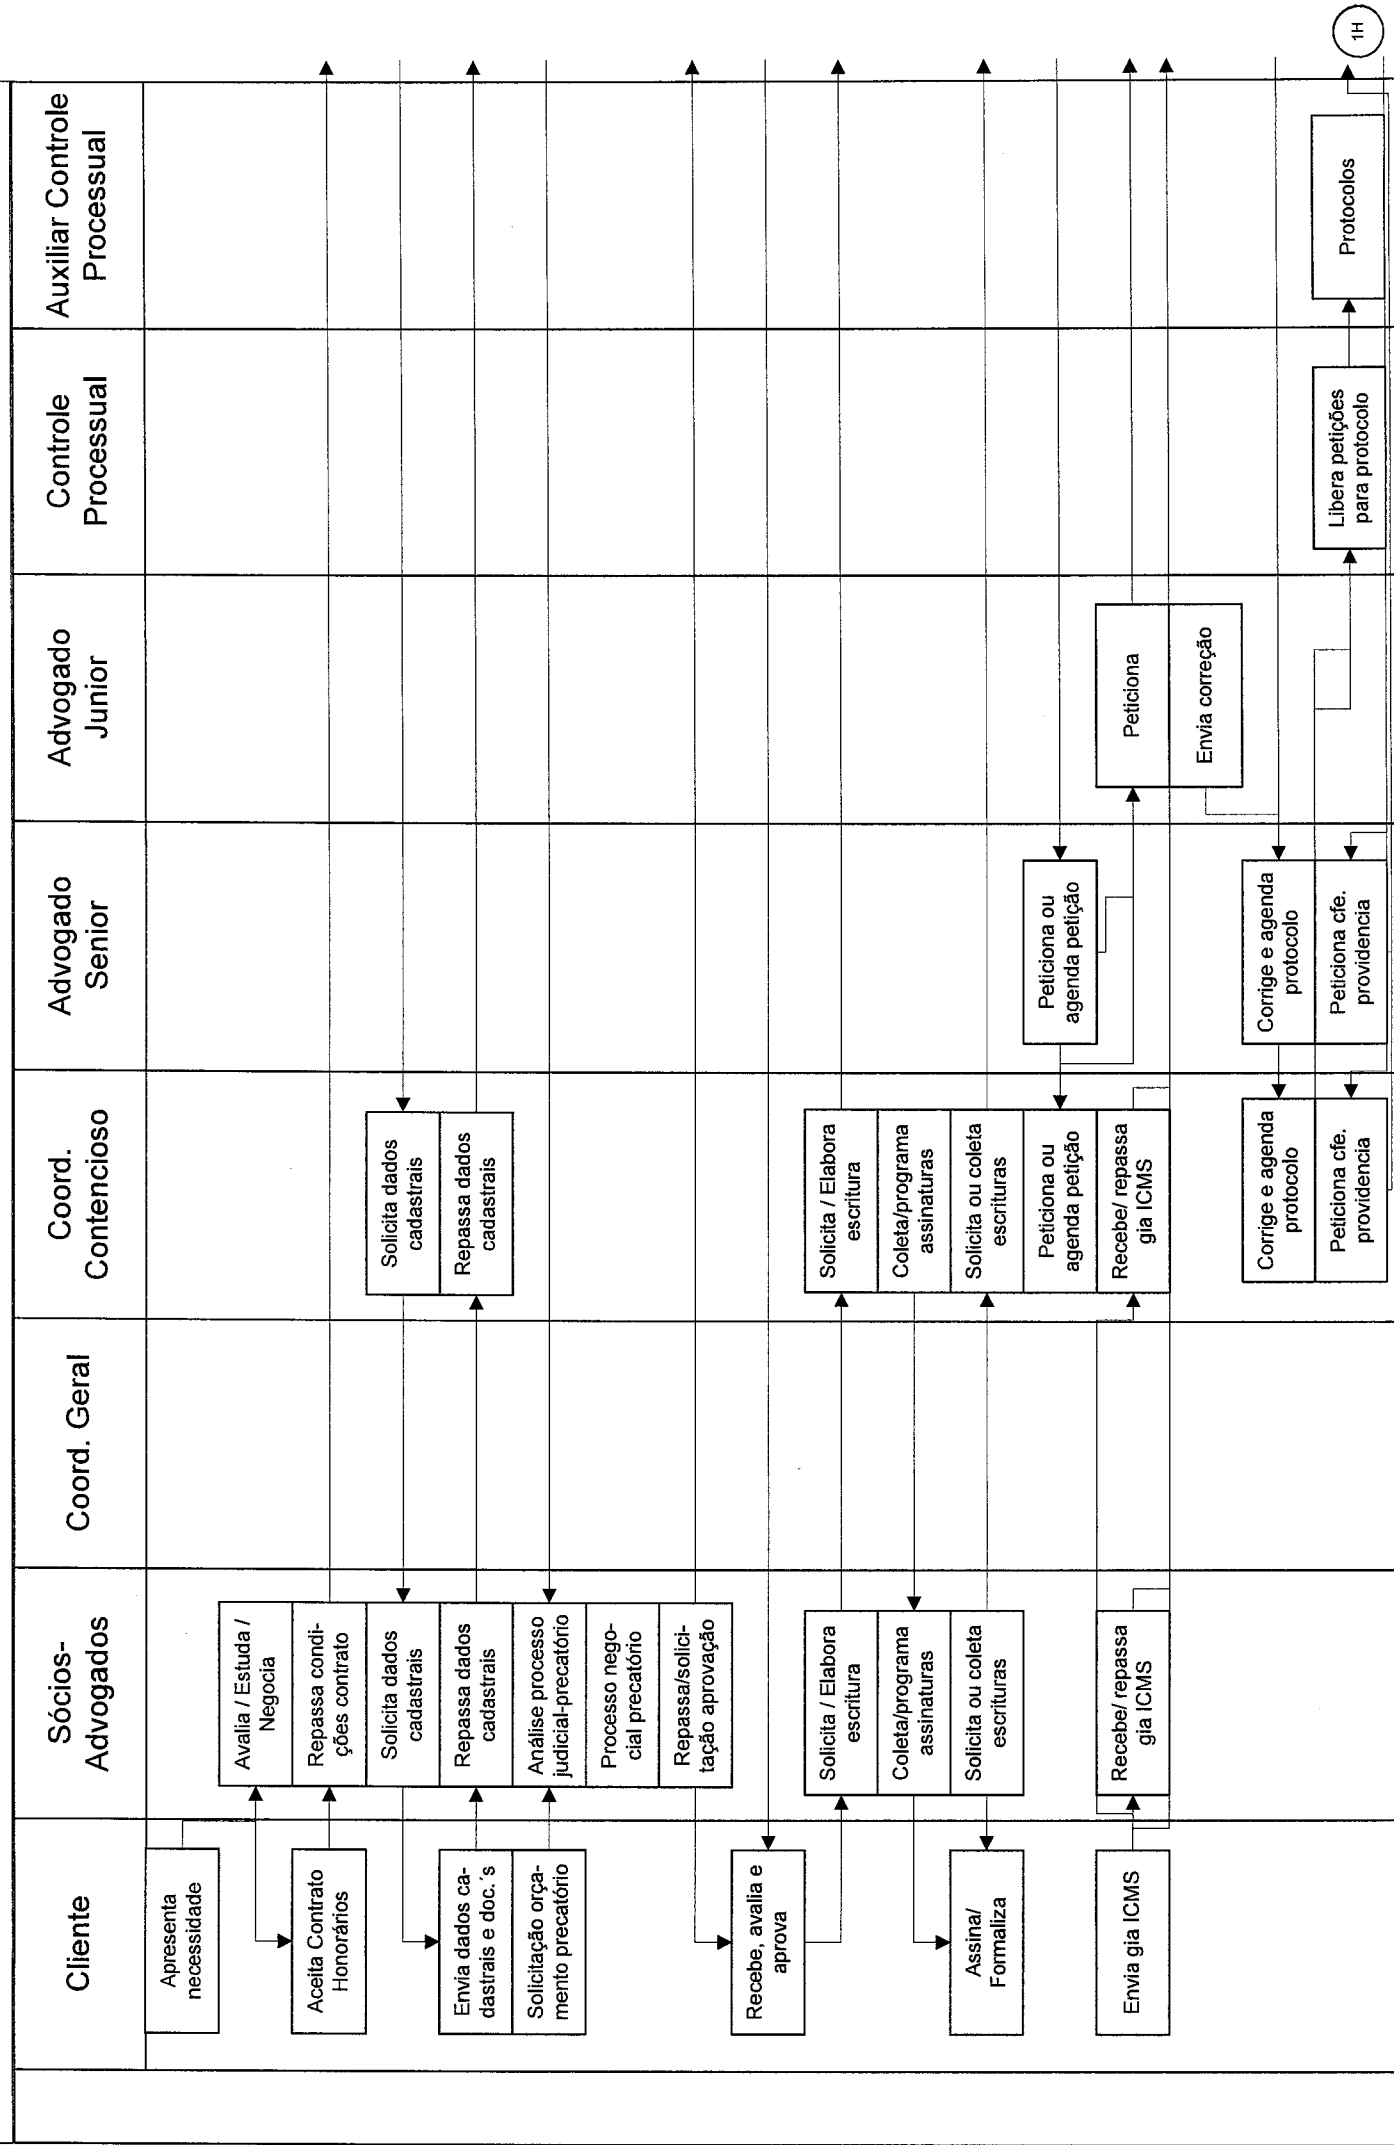 Cliente
Sócios-
Advogados
Coord. Geral
Coord.
Contencioso
Advogado
Senior
Advogado
Junior
Controle
Processual
Auxiliar Controle
Processual
Apresenta
necessidade
Aceita Contrato
Honorários
Envia dados ca-
dastrais e doc.´s
Solicitação orça-
mento precatório
Recebe, avalia e
aprova
Assina/
Formaliza
Envia gia ICMS
Avalia / Estuda /
Negocia
Repassa condi-
ções contrato
Solicita dados
cadastrais
Repassa dados
cadastrais
Análise processo
judicial-precatório
Processo nego-
cial precatório
Repassa/solici-
tação aprovação
Solicita / Elabora
escritura
Coleta/programa
assinaturas
Solicita ou coleta
escrituras
Recebe/ repassa
gia ICMS
Solicita dados
cadastrais
Repassa dados
cadastrais
Solicita / Elabora
escritura
Coleta/programa
assinaturas
Solicita ou coleta
escrituras
Peticiona ou
agenda petição
Recebe/ repassa
gia ICMS
Corrige e agenda
protocolo
Peticiona cfe.
providencia
Peticiona ou
agenda petição
Corrige e agenda
protocolo
Peticiona cfe.
providencia
Peticiona
Envia correção
Libera petições
para protocolo
Protocolos
1H